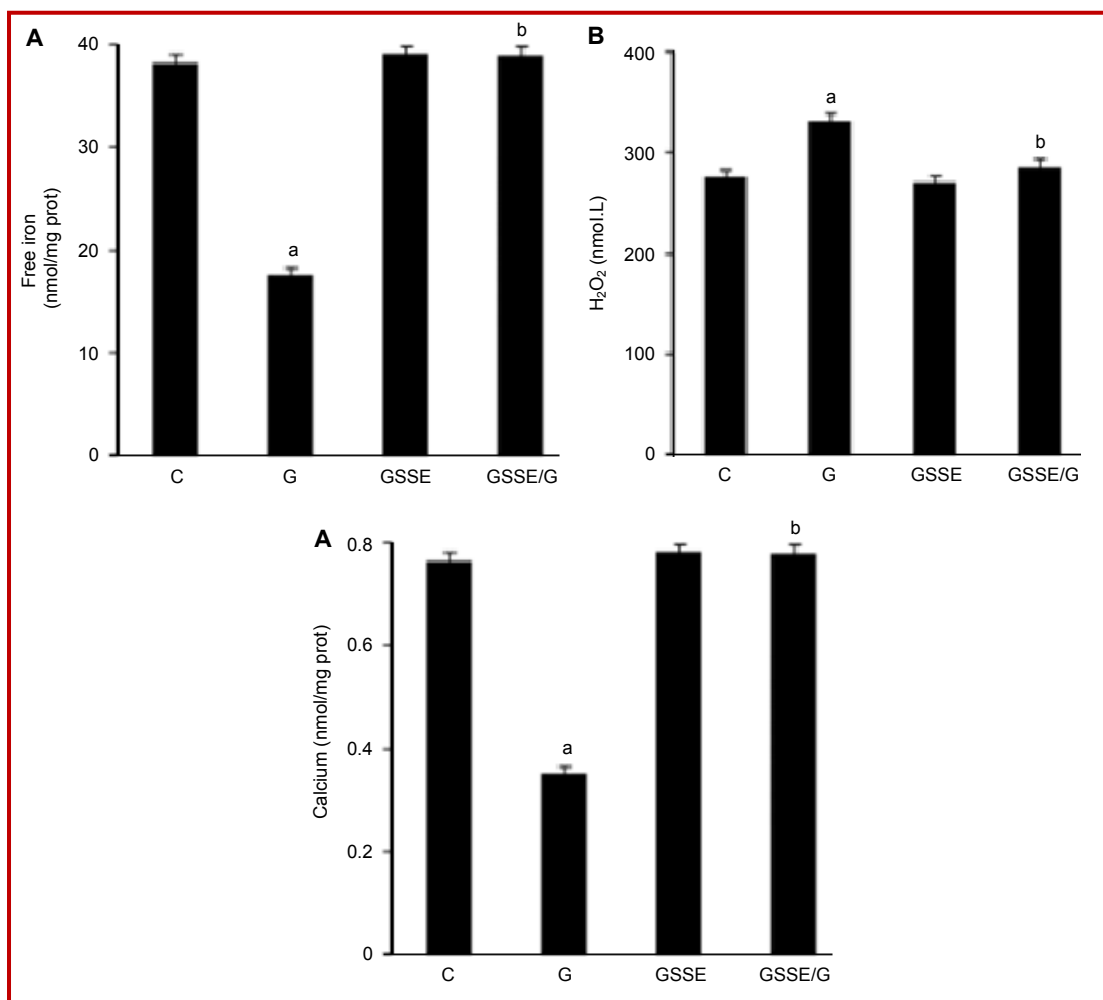 A
40
30
20
10
0
Free iron
(nmol/mg prot)
a
b
C
G
GSSE
GSSE/G
B
400
300
200
100
0
H₂O₂ (nmol.L)
a
b
C
G
GSSE
GSSE/G
A
0.8
0.6
0.4
0.2
0
Calcium (nmol/mg prot)
a
b
C
G
GSSE
GSSE/G